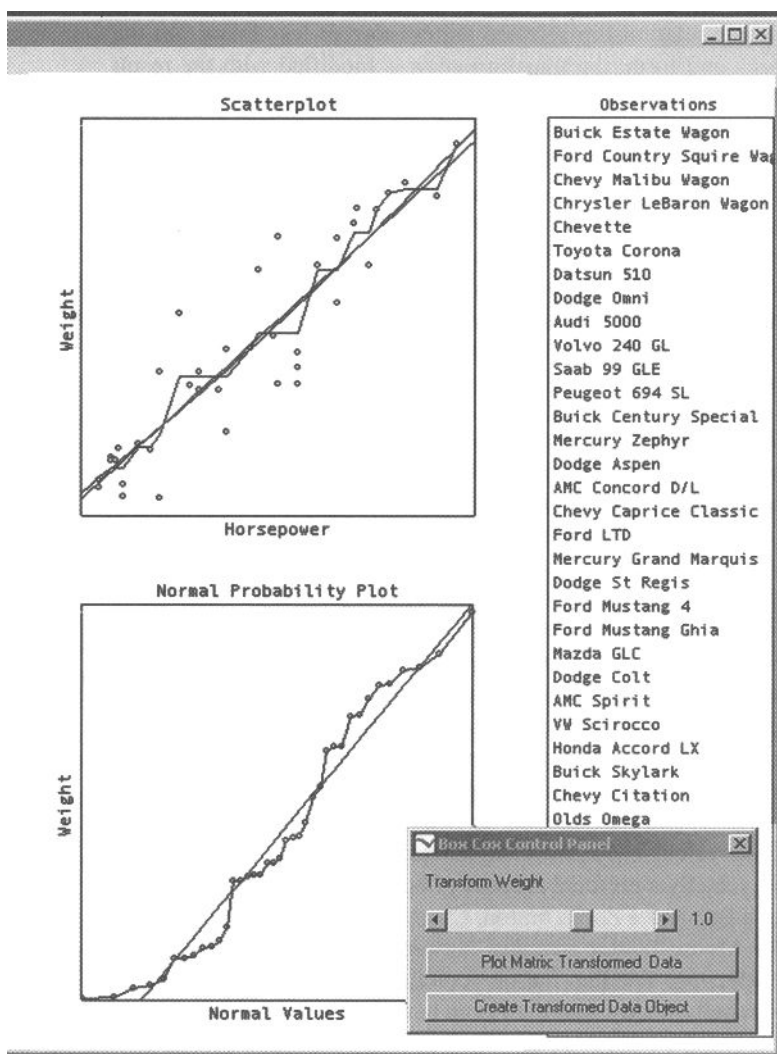 Scatterplot
Weight
Horsepower
Observations
Buick Estate Wagon
Ford Country Squire Wag
Chevy Malibu Wagon
Chrysler LeBaron Wagon
Chevette
Toyota Corona
Datsun 510
Dodge Omni
Audi 5000
Volvo 240 GL
Saab 99 GLE
Peugeot 694 SL
Buick Century Special
Mercury Zephyr
Dodge Aspen
AMC Concord D/L
Chevy Caprice Classic
Ford LTD
Mercury Grand Marquis
Dodge St Regis
Ford Mustang 4
Ford Mustang Ghia
Mazda GLC
Dodge Colt
AMC Spirit
VW Scirocco
Honda Accord LX
Buick Skylark
Chevy Citation
Olds Omega
Normal Probability Plot
Weight
Normal Values
Box Cox Control Panel
Transform Weight
1.0
Plot Matrix Transformed Data
Create Transformed Data Object